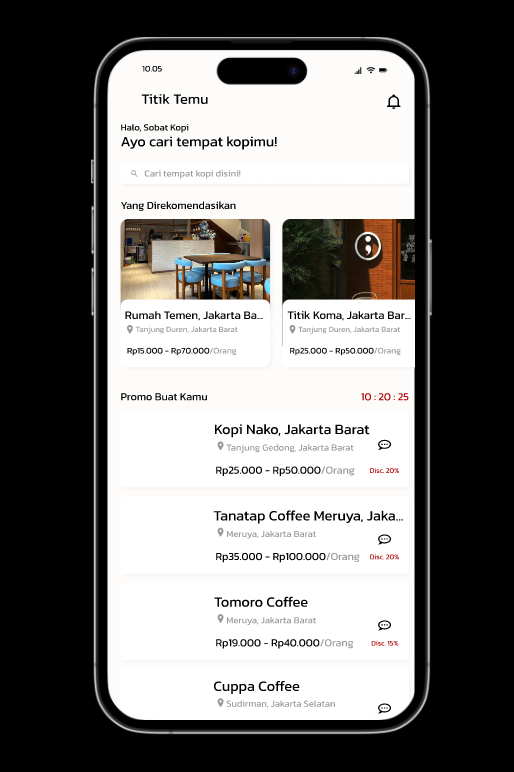 10.05
Titik Temu
Halo, Sobat Kopi
Ayo cari tempat kopimu!
Cari tempat kopi disini!
Yang Direkomendasikan
Rumah Temen, Jakarta Ba...
Tanjung Duren, Jakarta Barat
Rp15.000 - Rp70.000/Orang
Titik Koma, Jakarta Bar...
Tanjung Duren, Jakarta Barat
Rp25.000 - Rp50.000/Orang
Promo Buat Kamu
10 : 20 : 25
Kopi Nako, Jakarta Barat
Tanjung Gedong, Jakarta Barat
Rp25.000 - Rp50.000/Orang
Disc. 20%
Tanatap Coffee Meruya, Jaka...
Meruya, Jakarta Barat
Rp35.000 - Rp100.000/Orang
Disc. 20%
Tomoro Coffee
Meruya, Jakarta Barat
Rp19.000 - Rp40.000/Orang
Disc. 15%
Cuppa Coffee
Sudirman, Jakarta Selatan